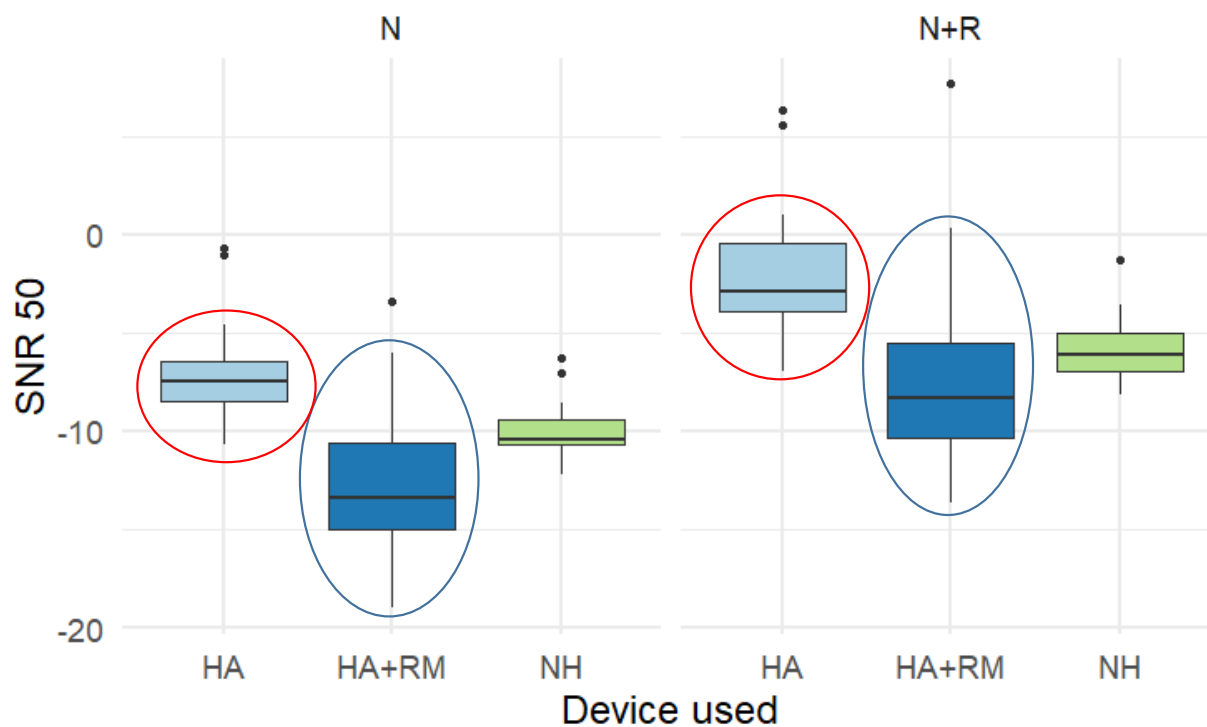 N N+R
SNR 50
0
-10
-20
HA HA+RM NH HA HA+RM NH
Device used